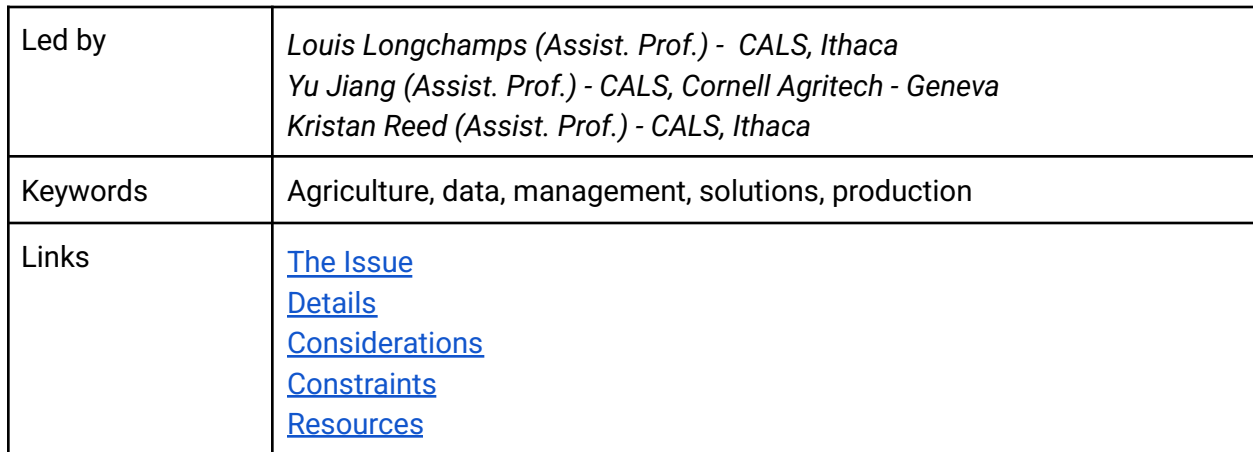 Led by
Louis Longchamps (Assist. Prof.) - CALS, Ithaca
Yu Jiang (Assist. Prof.) - CALS, Cornell Agritech - Geneva
Kristan Reed (Assist. Prof.) - CALS, Ithaca
Keywords
Agriculture, data, management, solutions, production
Links
The Issue
Details
Considerations
Constraints
Resources